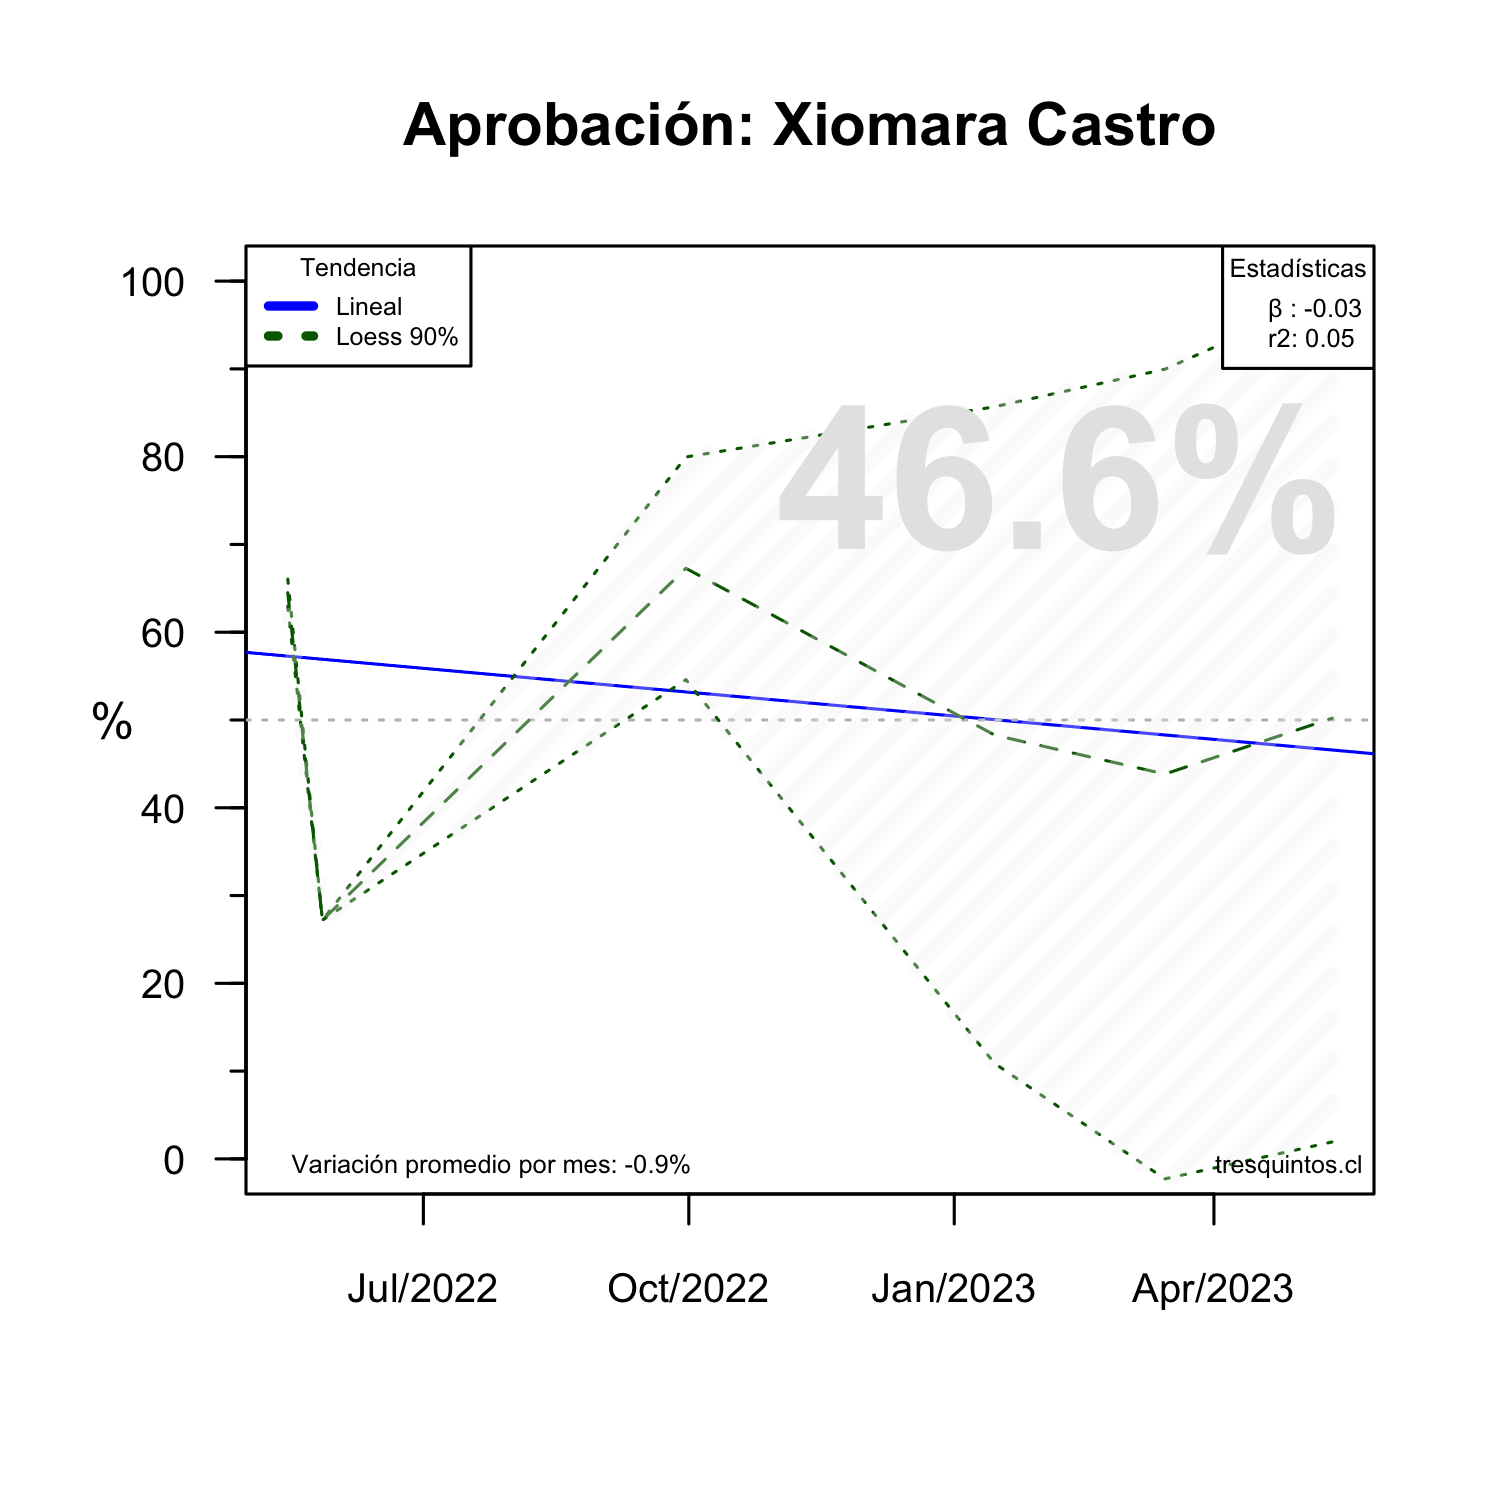 Aprobación: Xiomara Castro
Tendencia
Lineal
Loess 90%
Estadísticas
β : -0.03
r2: 0.05
46.6%
100
80
60
40
20
0
%
Variación promedio por mes: -0.9%
tresquintos.cl
Jul/2022
Oct/2022
Jan/2023
Apr/2023